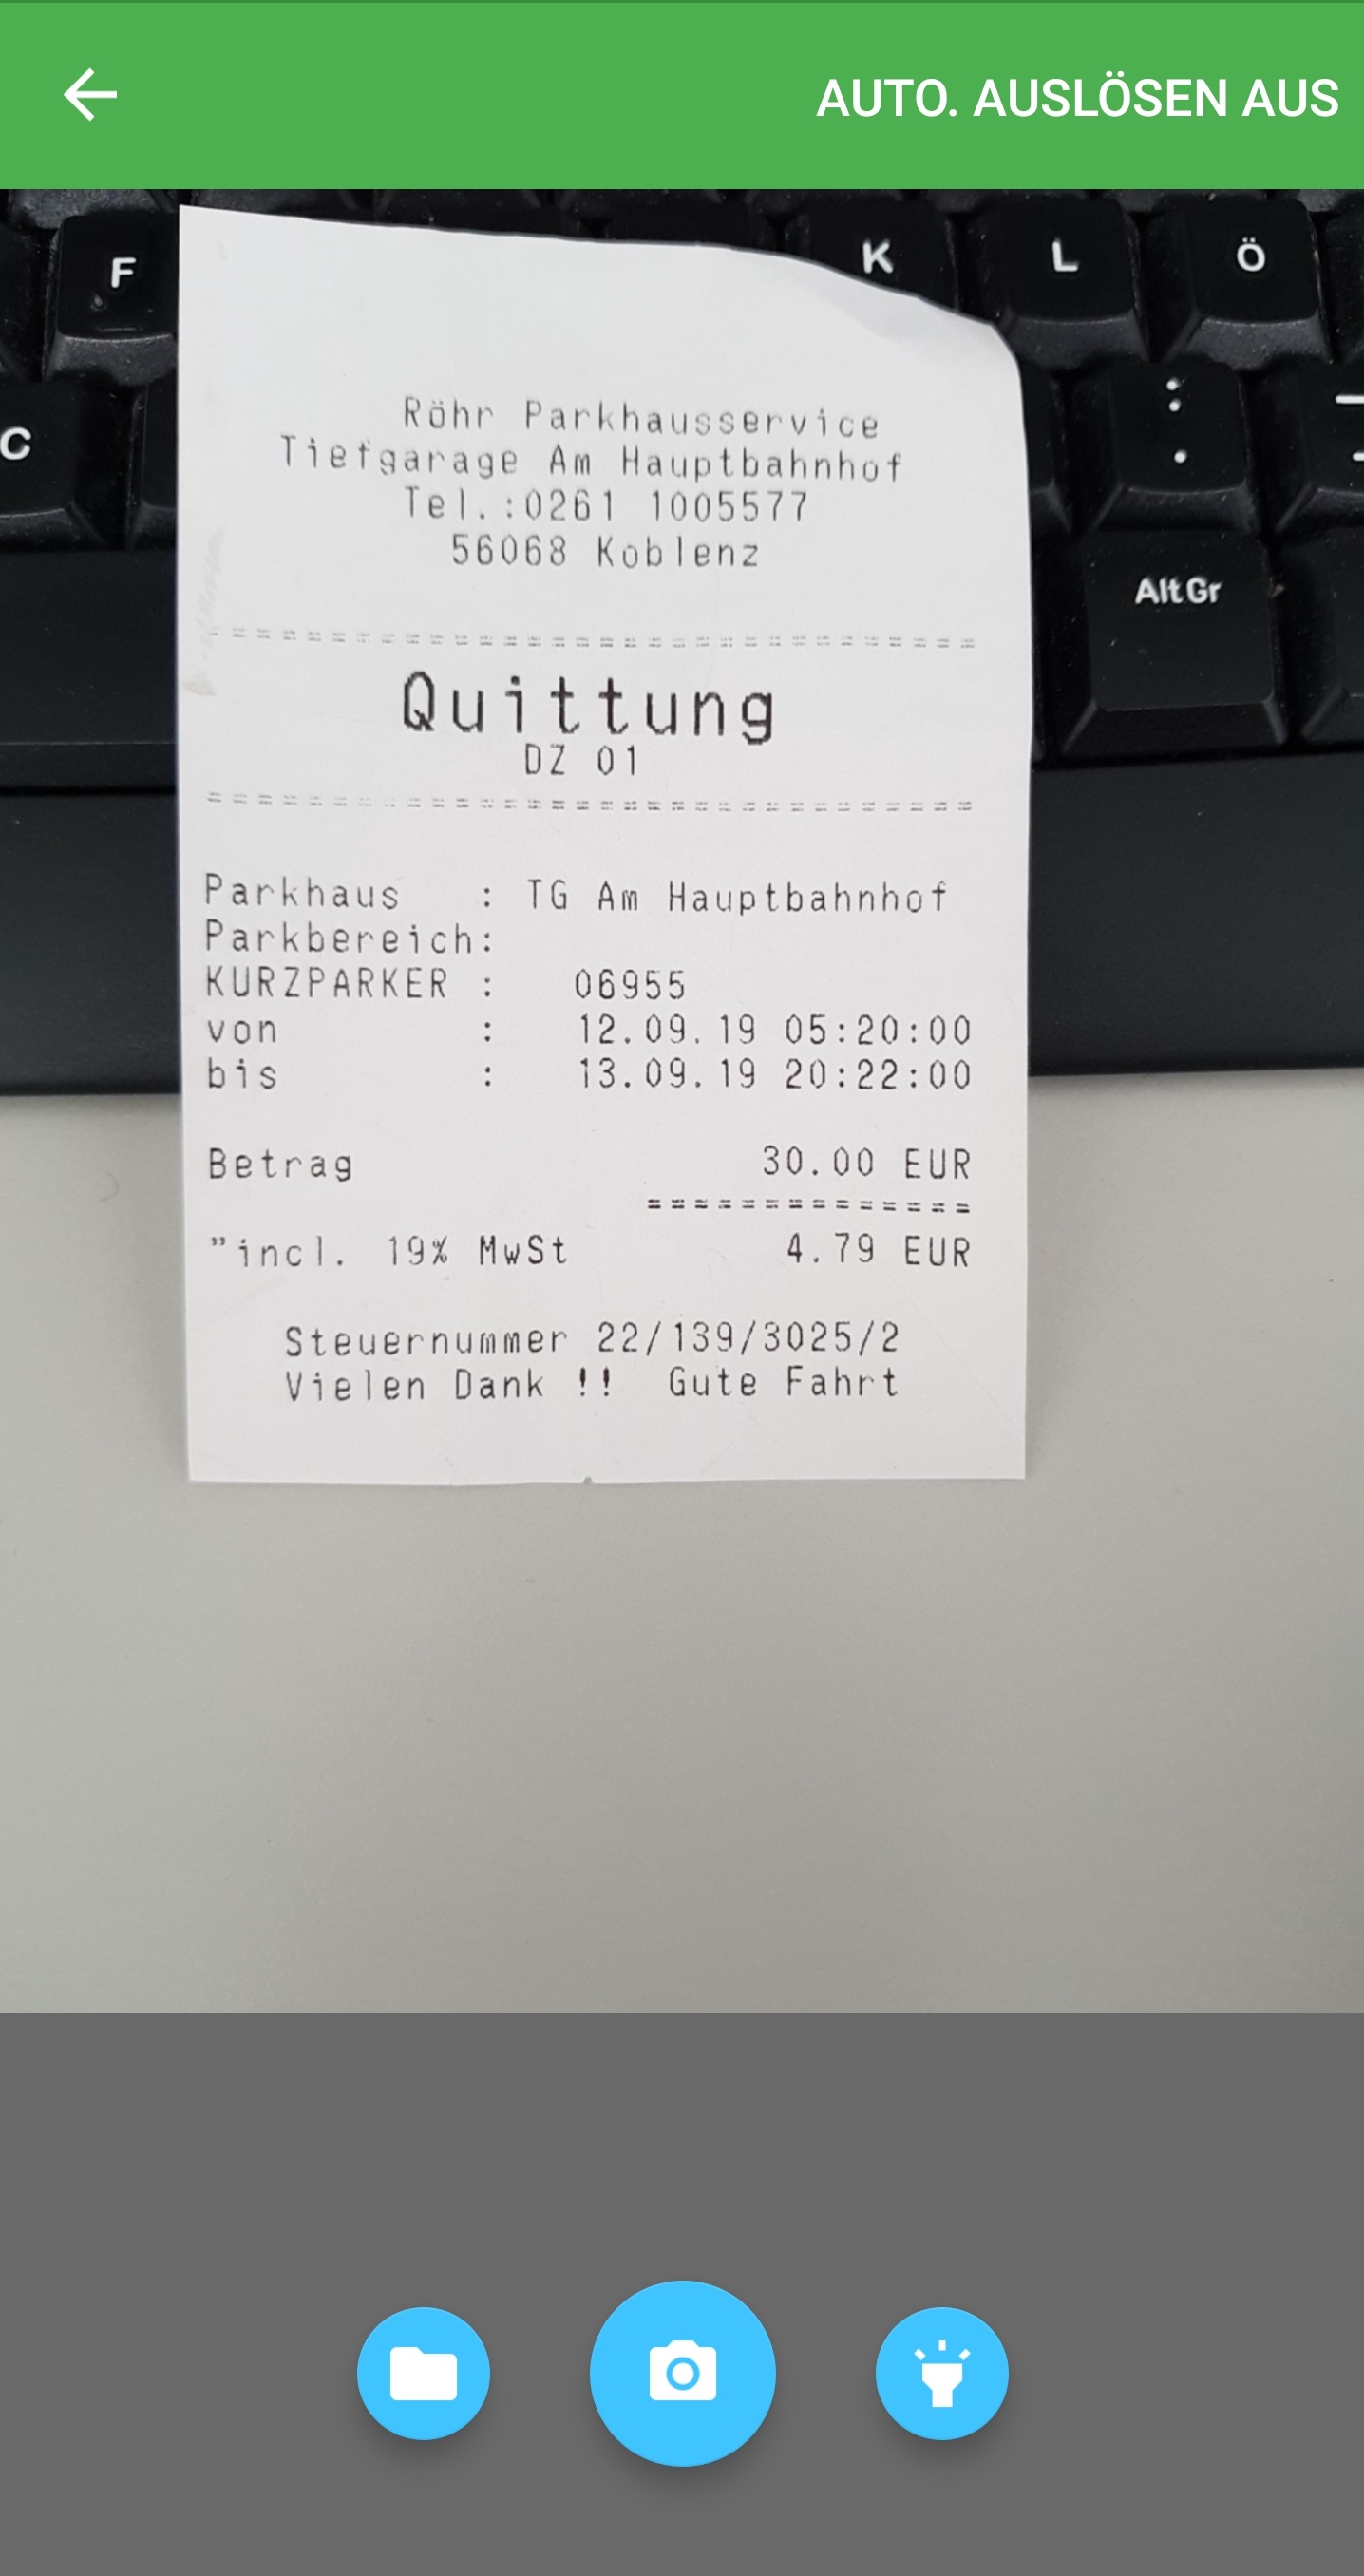 AUTO. AUSLÖSEN AUS
F
K
L
Ö
C
:
.
AltGr
Röhr Parkhausservice
Tiefgarage Am Hauptbahnhof
Tel.:0261 1005577
56068 Koblenz
================================
Quittung
DZ 01
================================
Parkhaus : TG Am Hauptbahnhof
Parkbereich:
KURZPARKER : 06955
von : 12.09.19 05:20:00
bis : 13.09.19 20:22:00
Betrag 30.00 EUR
==============
"incl. 19% MwSt 4.79 EUR
Steuernummer 22/139/3025/2
Vielen Dank !! Gute Fahrt